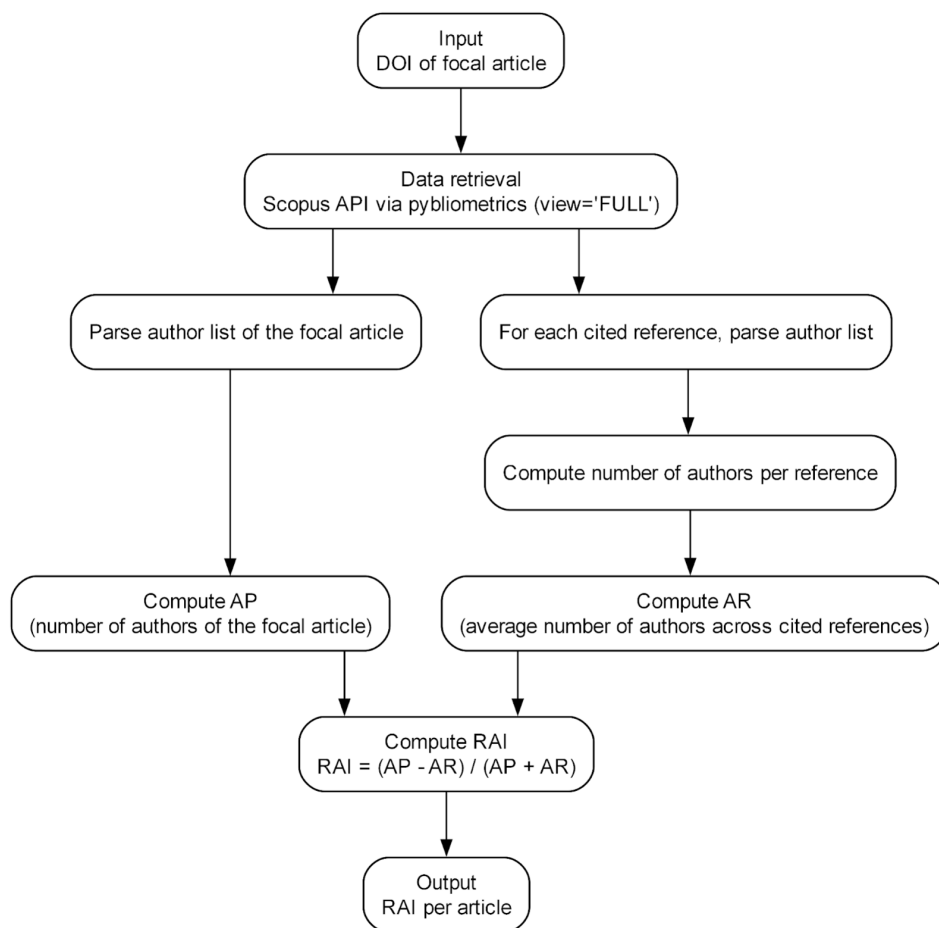 Input
DOI of focal article
Data retrieval
Scopus API via pybliometrics (view='FULL')
Parse author list of the focal article
For each cited reference, parse author list
Compute number of authors per reference
Compute AP
(number of authors of the focal article)
Compute AR
(average number of authors across cited references)
Compute RAI
RAI = (AP - AR) / (AP + AR)
Output
RAI per article